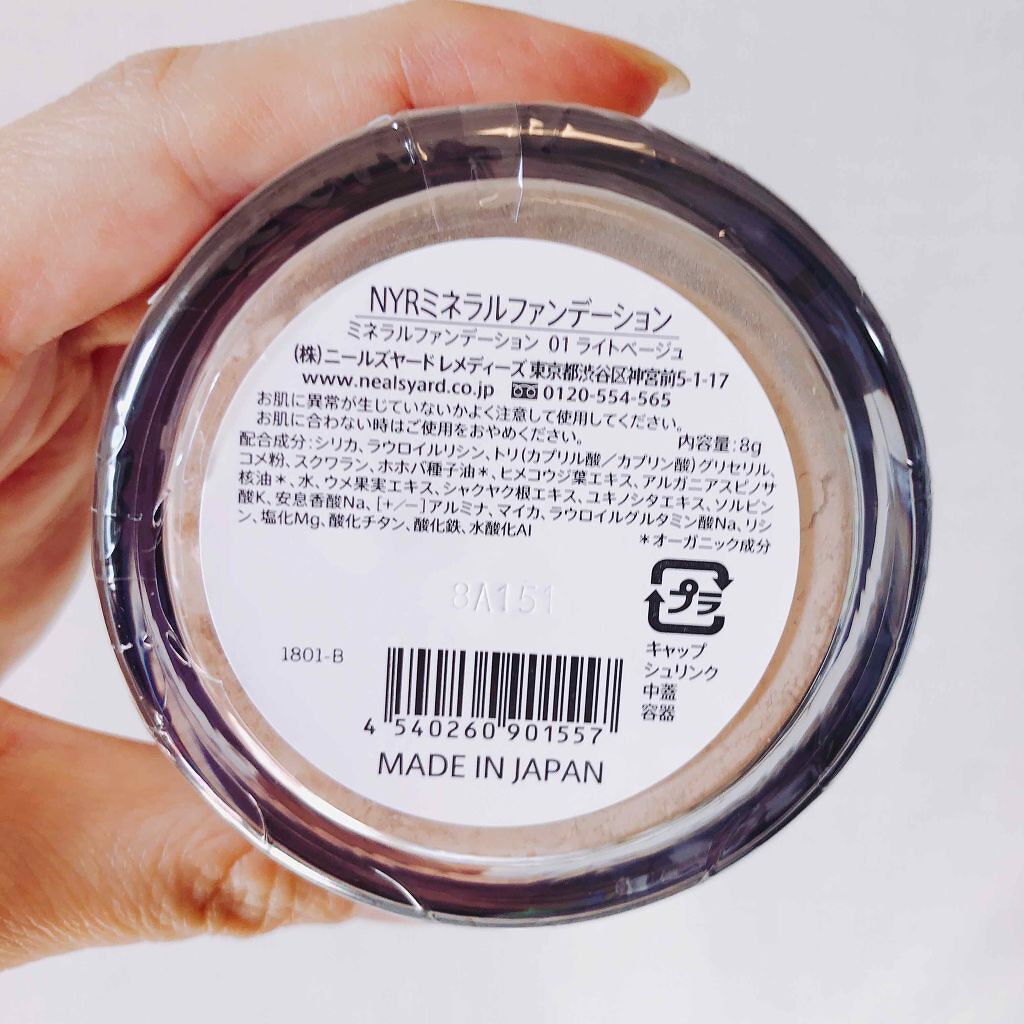 NYRミネラルファンデーション
ミネラルファンデーション 01 ライトベージュ
(株)ニールズヤード レメディーズ 東京都渋谷区神宮前5-1-17
www.nealsyard.co.jp 0120-554-565
お肌に異常が生じていないかよく注意して使用してください。
お肌に合わない時はご使用をおやめください。
内容量:8g
配合成分:シリカ、ラウロイルリシン、トリ(カプリル酸/カプリン酸)グリセリル、
コメ粉、スクワラン、ホホバ種子油*、ヒメコウジ葉エキス、アルガニアスピノサ
核油*、水、ウメ果実エキス、シャクヤク根エキス、ユキノシタエキス、ソルビン
酸K、安息香酸Na、[+/-]アルミナ、マイカ、ラウロイルグルタミン酸Na、リシ
ン、塩化Mg、酸化チタン、酸化鉄、水酸化Al
*オーガニック成分
8A151
プラ
キャップ
シュリンク
中蓋
容器
1801-B
4 540260 901557
MADE IN JAPAN